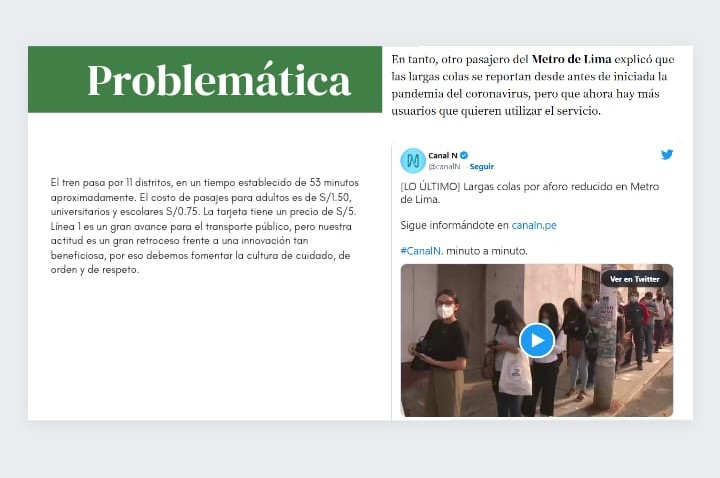 Problemática
El tren pasa por 11 distritos, en un tiempo establecido de 53 minutos
aproximadamente. El costo de pasajes para adultos es de S/1.50,
universitarios y escolares S/0.75. La tarjeta tiene un precio de S/5.
Línea 1 es un gran avance para el transporte público, pero nuestra
actitud es un gran retroceso frente a una innovación tan
beneficiosa, por eso debemos fomentar la cultura de cuidado, de
orden y de respeto.
En tanto, otro pasajero del Metro de Lima explicó que
las largas colas se reportan desde antes de iniciada la
pandemia del coronavirus, pero que ahora hay más
usuarios que quieren utilizar el servicio.
Canal N
@canalN · Seguir
[LO ÚLTIMO] Largas colas por aforo reducido en Metro
de Lima.
Sigue informándote en canaln.pe
#CanalN. minuto a minuto.
Ver en Twitter